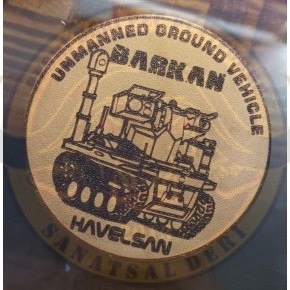 UNMANNED GROUND VEHICLE
BARKAN
HAVELSAN
SANATSAL DERİ